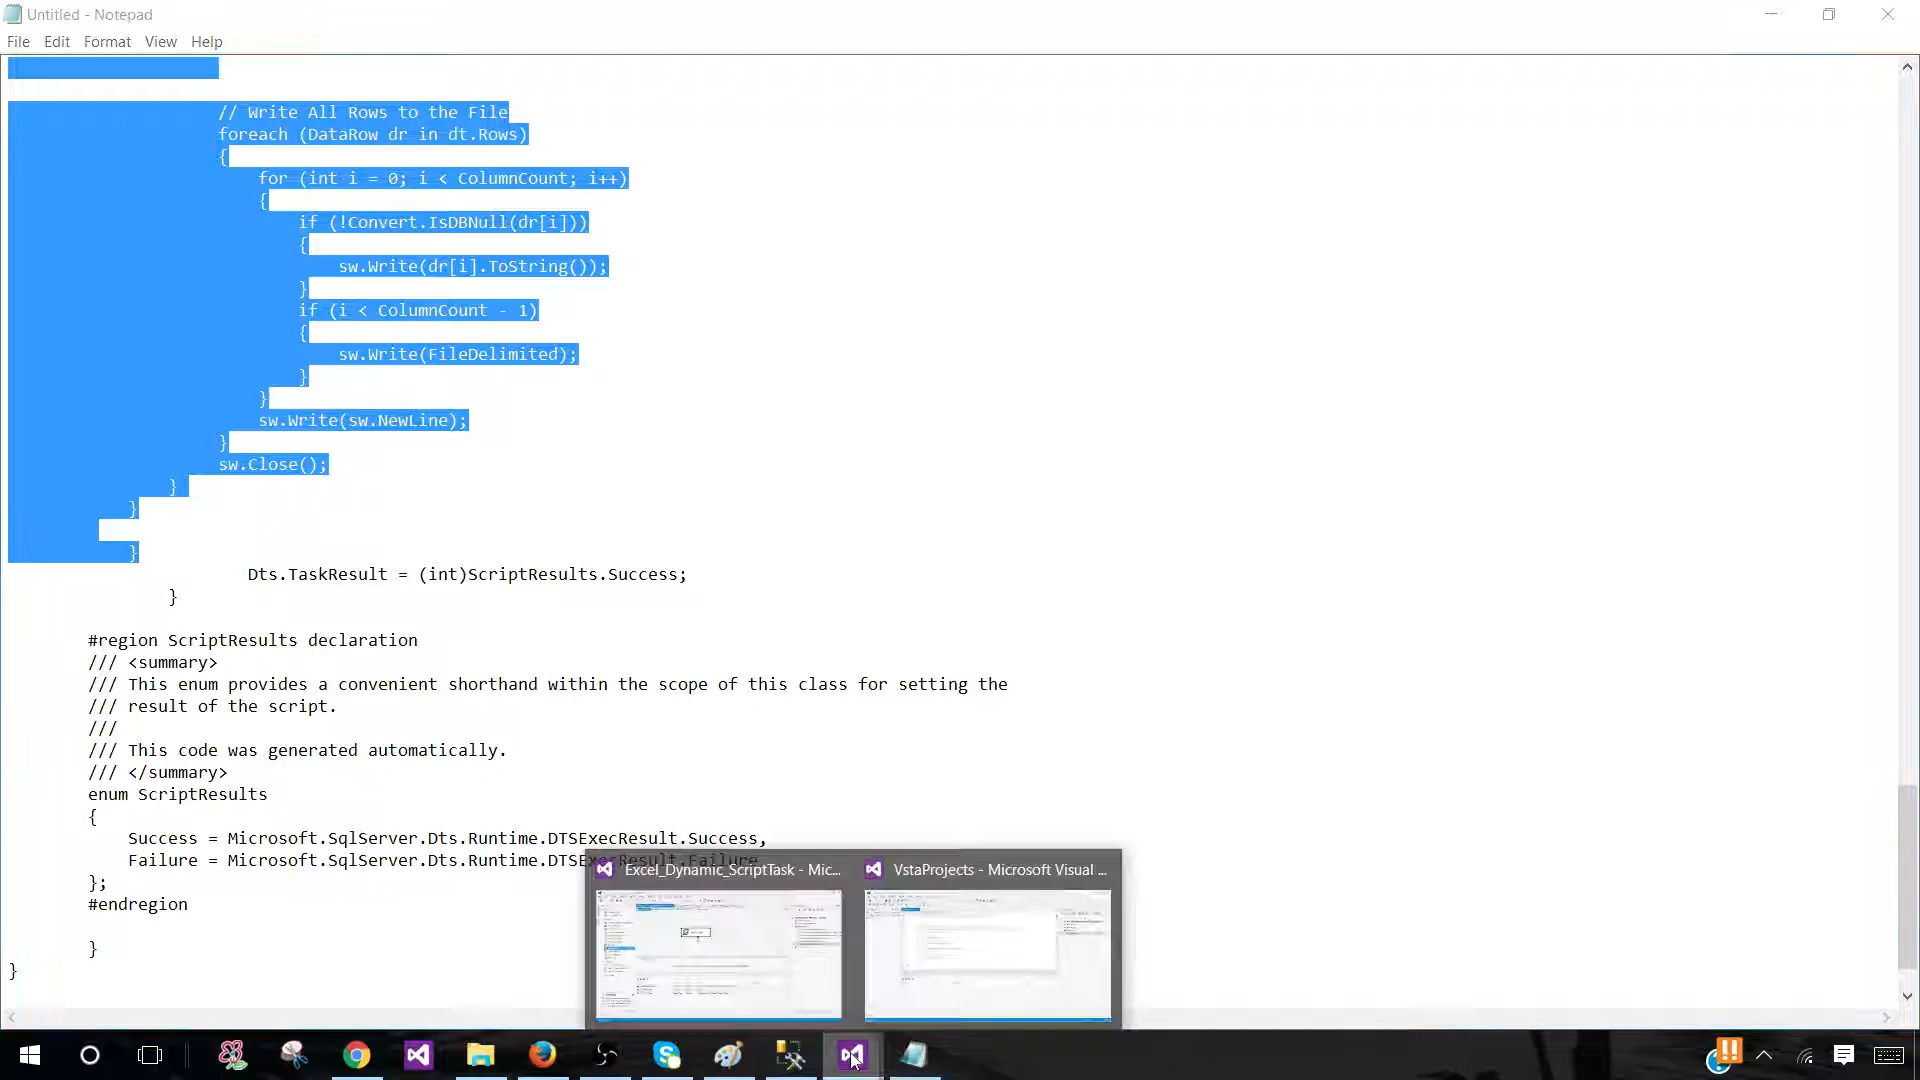 Untitled - Notepad
File Edit Format View Help
// Write All Rows to the File
foreach (DataRow dr in dt.Rows)
{
for (int i = 0; i < ColumnCount; i++)
{
if (!Convert.IsDBNull(dr[i]))
{
sw.Write(dr[i].ToString());
}
if (i < ColumnCount - 1)
{
sw.Write(FileDelimited);
}
}
sw.Write(sw.NewLine);
}
sw.Close();
}
}
}
Dts.TaskResult = (int)ScriptResults.Success;
}
#region ScriptResults declaration
/// <summary>
/// This enum provides a convenient shorthand within the scope of this class for setting the
/// result of the script.
///
/// This code was generated automatically.
/// </summary>
enum ScriptResults
{
Success = Microsoft.SqlServer.Dts.Runtime.DTSExecResult.Success,
Failure = Microsoft.SqlServer.Dts.Runtime.DTSExecResult.Failure
};
#endregion
}
}
Excel_Dynamic_ScriptTask - Mic...
VstaProjects - Microsoft Visual ...